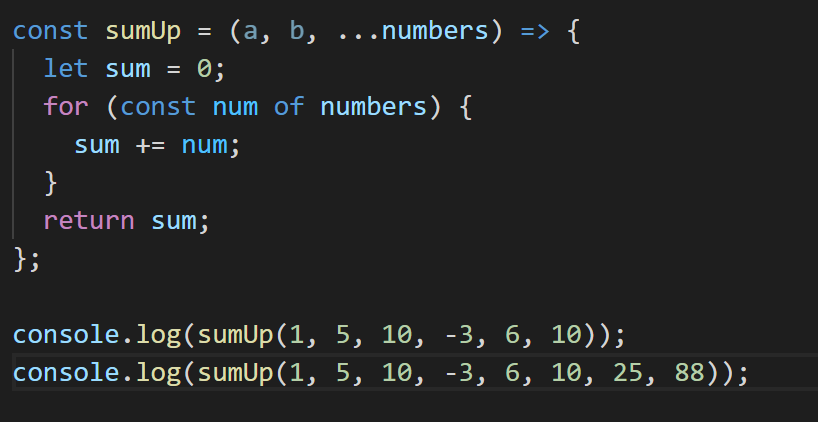 const sumUp = (a, b, ...numbers) => {
  let sum = 0;
  for (const num of numbers) {
    sum += num;
  }
  return sum;
};

console.log(sumUp(1, 5, 10, -3, 6, 10));
console.log(sumUp(1, 5, 10, -3, 6, 10, 25, 88));